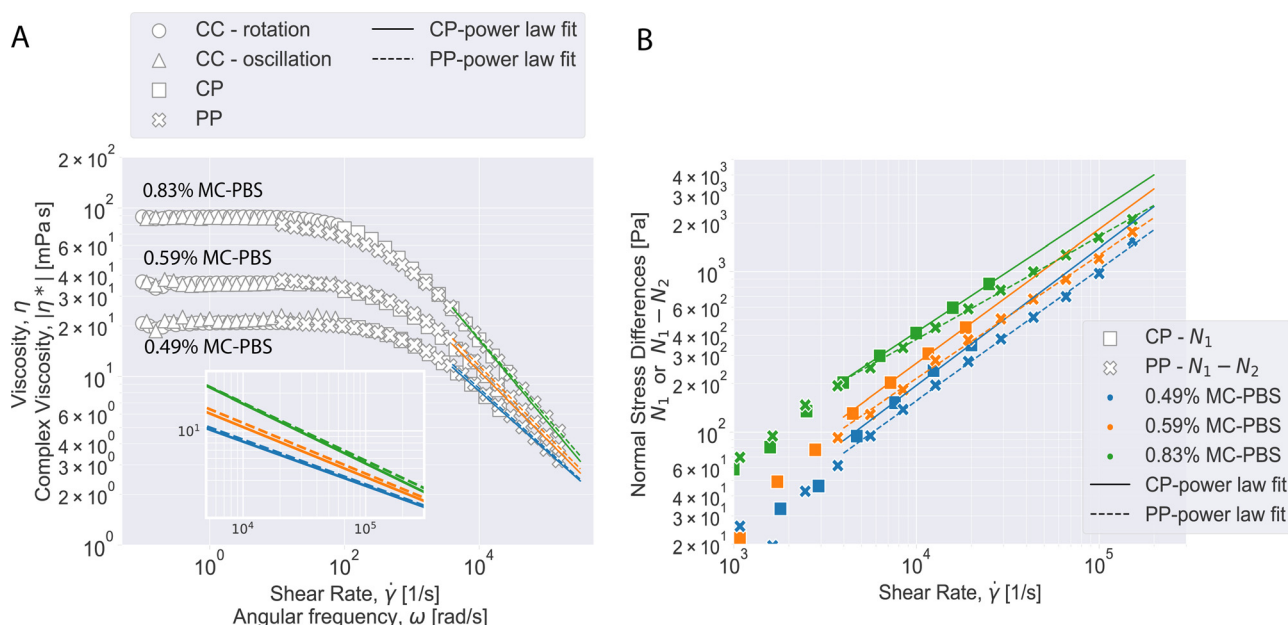 A
CC - rotation
CC - oscillation
CP
PP
CP-power law fit
PP-power law fit
Viscosity, η
Complex Viscosity, |η*| [mPa s]
2 × 10²
10²
6 × 10¹
4 × 10¹
3 × 10¹
2 × 10¹
10¹
6 × 10⁰
4 × 10⁰
3 × 10⁰
2 × 10⁰
10⁰
0.83% MC-PBS
0.59% MC-PBS
0.49% MC-PBS
10¹
10⁴
10⁵
10⁰
10²
10⁴
Shear Rate, γ̇ [1/s]
Angular frequency, ω [rad/s]
B
Normal Stress Differences [Pa]
N₁ or N₁ − N₂
4 × 10³
3 × 10³
2 × 10³
10³
6 × 10²
4 × 10²
3 × 10²
2 × 10²
10²
6 × 10¹
4 × 10¹
3 × 10¹
2 × 10¹
10³
10⁴
10⁵
Shear Rate, γ̇ [1/s]
CP - N₁
PP - N₁ − N₂
0.49% MC-PBS
0.59% MC-PBS
0.83% MC-PBS
CP-power law fit
PP-power law fit